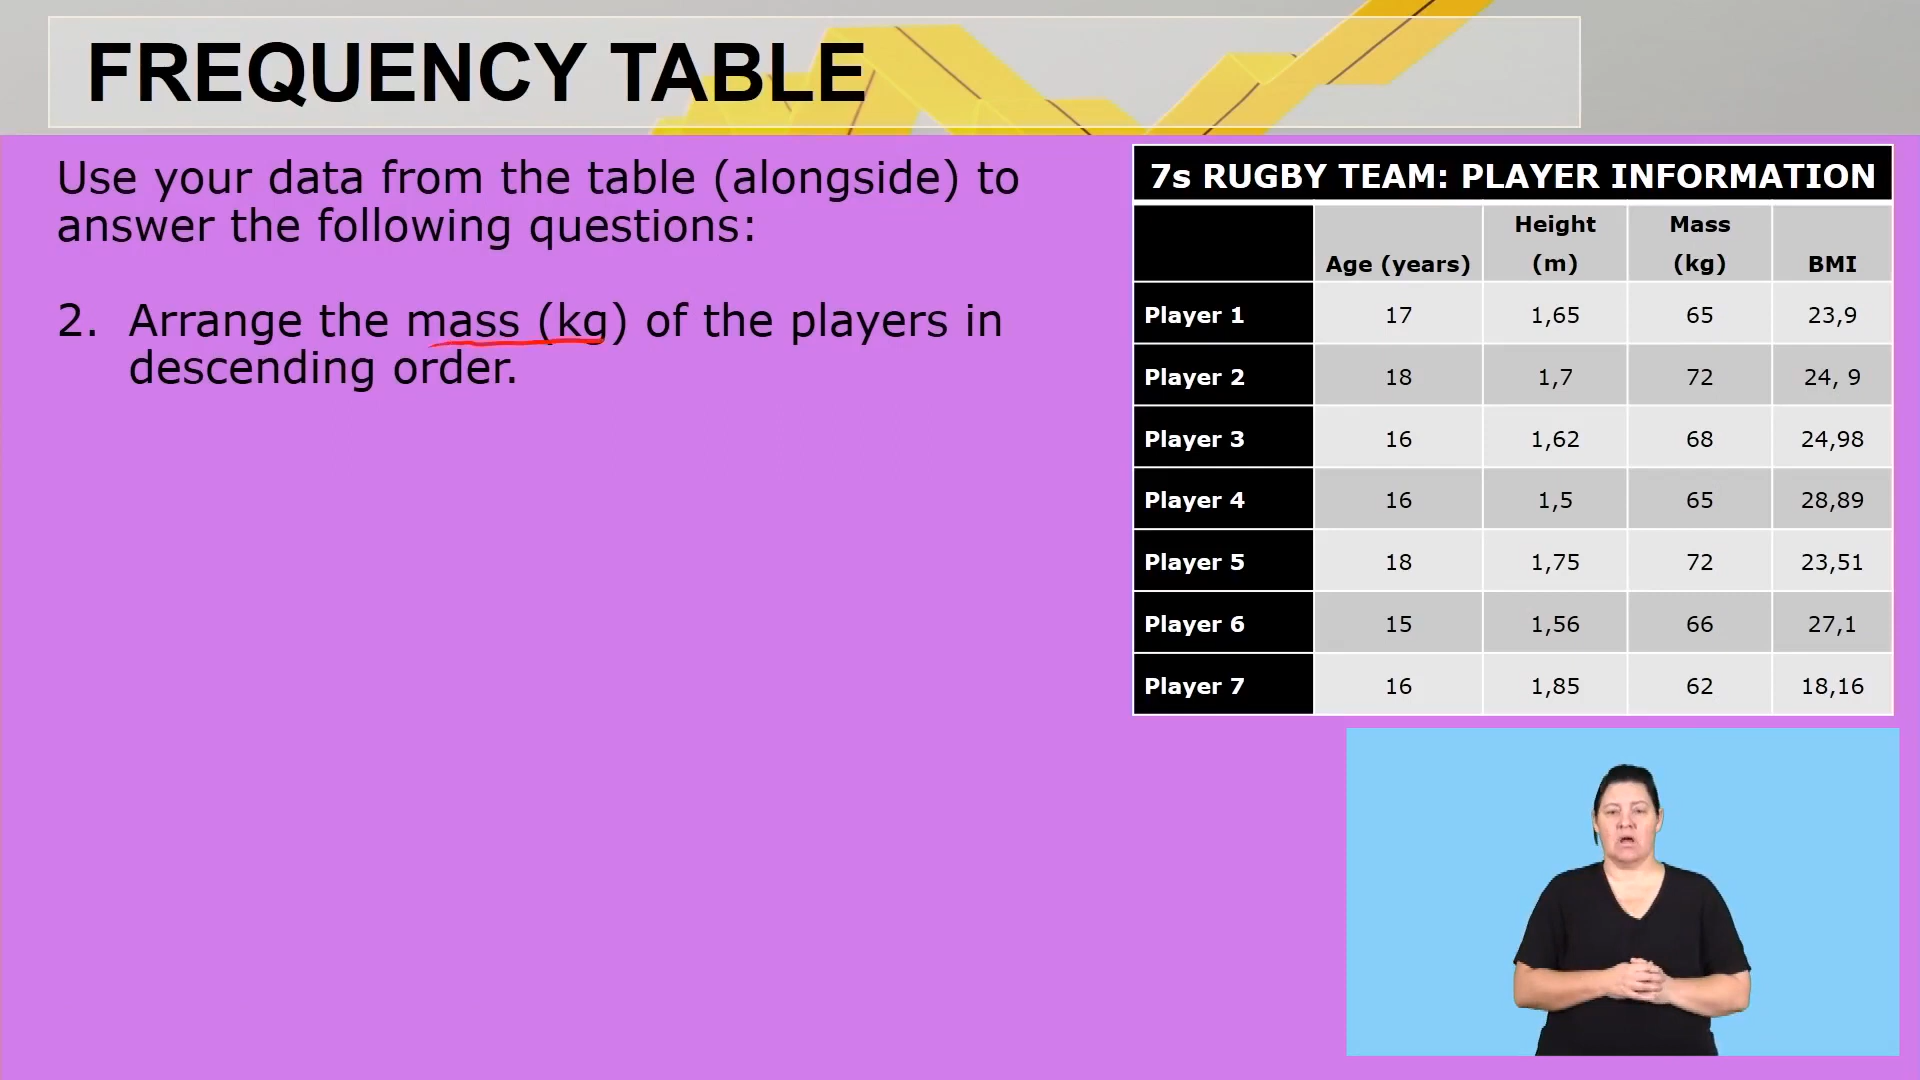 FREQUENCY TABLE
Use your data from the table (alongside) to
answer the following questions:
2. Arrange the mass (kg) of the players in
descending order.
7s RUGBY TEAM: PLAYER INFORMATION
Age (years) Height (m) Mass (kg) BMI
Player 1 17 1,65 65 23,9
Player 2 18 1,7 72 24, 9
Player 3 16 1,62 68 24,98
Player 4 16 1,5 65 28,89
Player 5 18 1,75 72 23,51
Player 6 15 1,56 66 27,1
Player 7 16 1,85 62 18,16